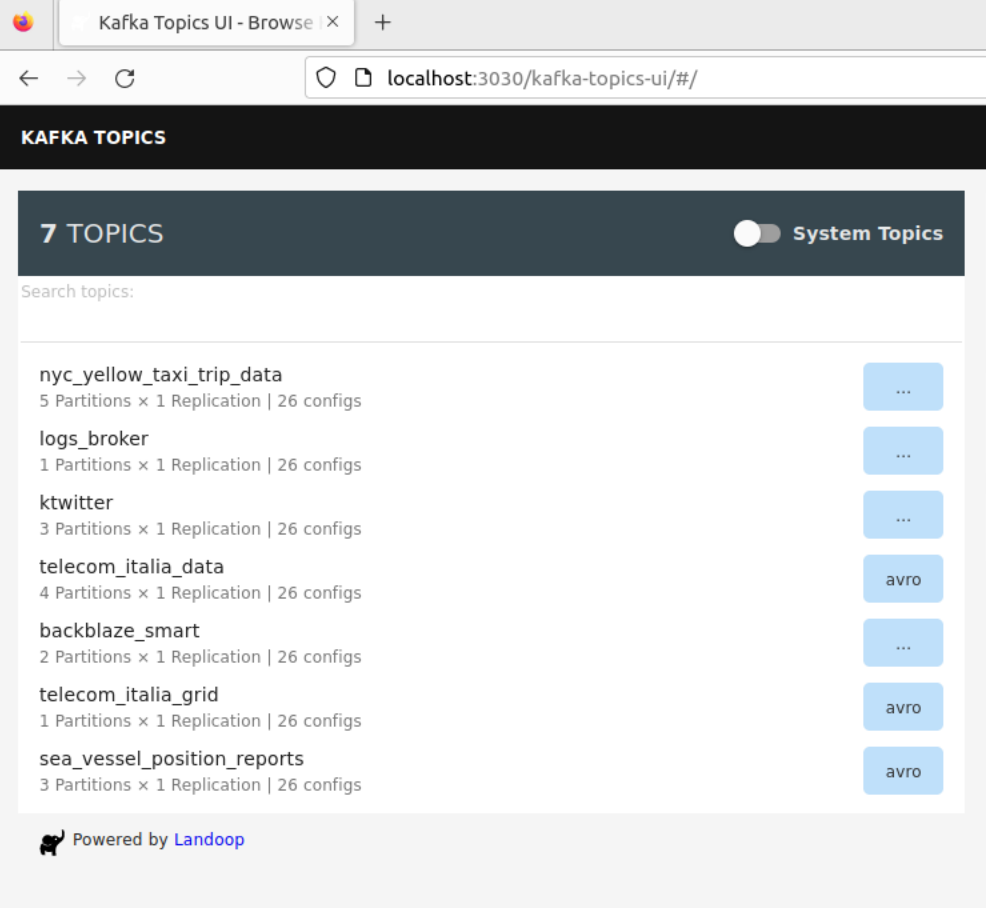 Kafka Topics UI - Browse
localhost:3030/kafka-topics-ui/#/
KAFKA TOPICS
7 TOPICS
System Topics
Search topics:
nyc_yellow_taxi_trip_data
...
5 Partitions × 1 Replication | 26 configs
logs_broker
...
1 Partitions × 1 Replication | 26 configs
ktwitter
...
3 Partitions × 1 Replication | 26 configs
telecom_italia_data
avro
4 Partitions × 1 Replication | 26 configs
backblaze_smart
...
2 Partitions × 1 Replication | 26 configs
telecom_italia_grid
avro
1 Partitions × 1 Replication | 26 configs
sea_vessel_position_reports
avro
3 Partitions × 1 Replication | 26 configs
Powered by Landoop